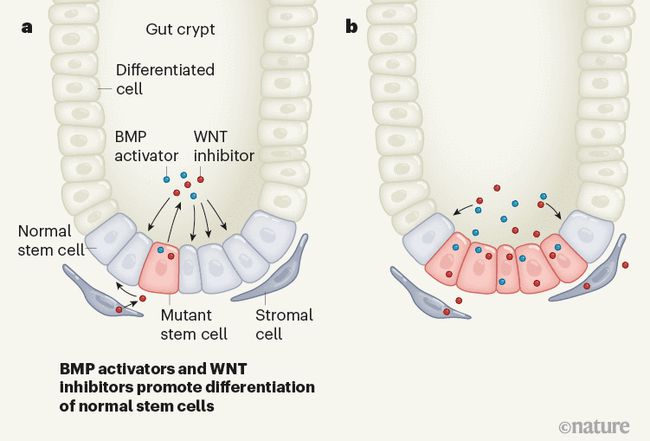 a
Gut crypt
Differentiated
cell
BMP
activator
WNT
inhibitor
Normal
stem cell
Mutant
stem cell
Stromal
cell
BMP activators and WNT
inhibitors promote differentiation
of normal stem cells
b
©nature